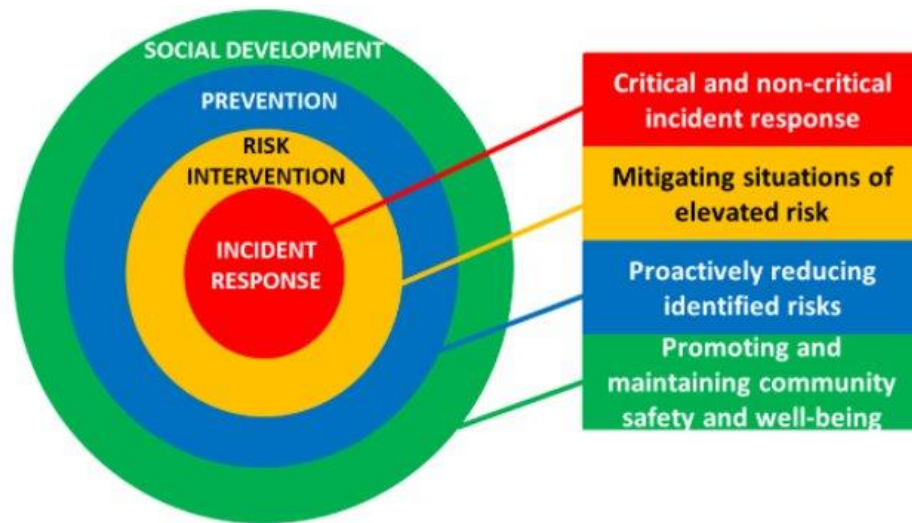 SOCIAL DEVELOPMENT
PREVENTION
RISK
INTERVENTION
INCIDENT
RESPONSE
Critical and non-critical
incident response
Mitigating situations of
elevated risk
Proactively reducing
identified risks
Promoting and
maintaining community
safety and well-being